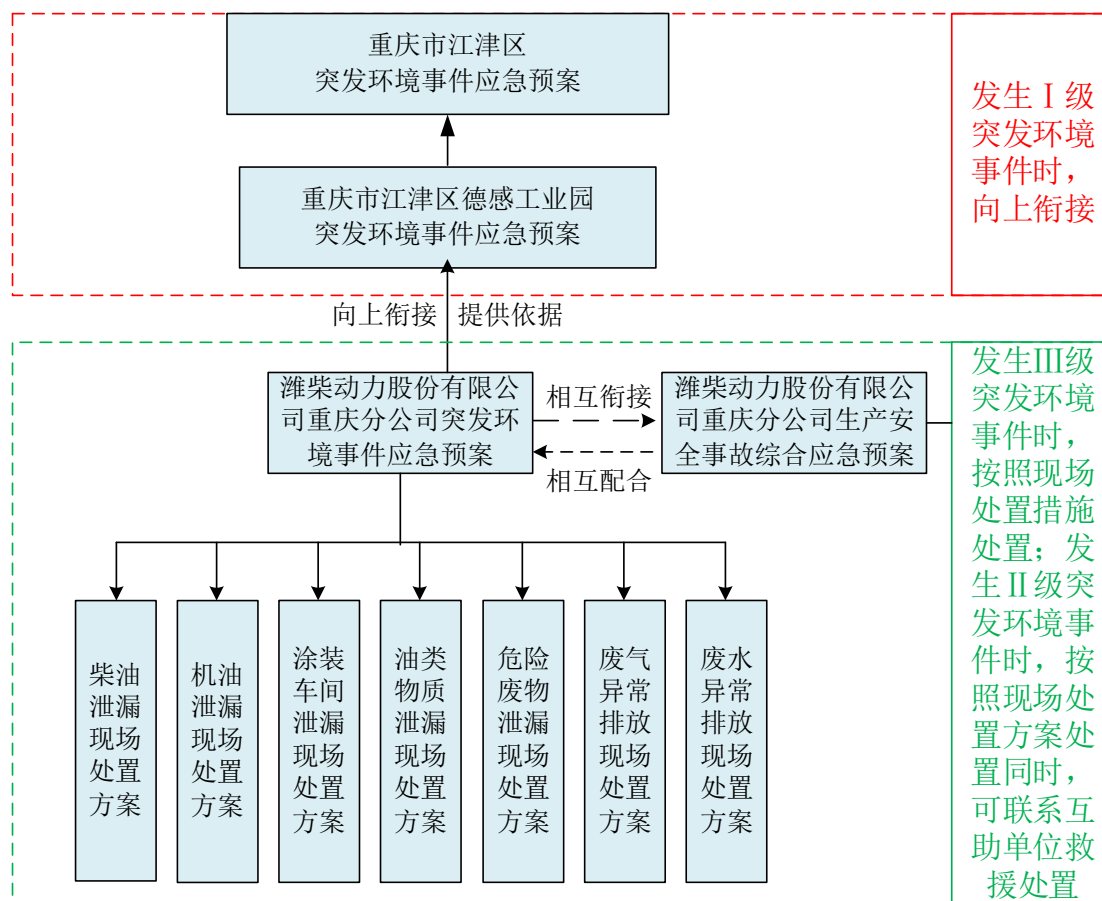 重庆市江津区
突发环境事件应急预案
重庆市江津区德感工业园
突发环境事件应急预案
发生Ⅰ级
突发环境
事件时，
向上衔接
向上衔接
提供依据
潍柴动力股份有限公
司重庆分公司突发环
境事件应急预案
相互衔接
相互配合
潍柴动力股份有限公
司重庆分公司生产安
全事故综合应急预案
发生Ⅲ级
突发环境
事件时，
按照现场
处置措施
处置；发
生Ⅱ级突
发环境事
件时，按
照现场处
置方案处
置同时，
可联系互
助单位救
援处置
柴油
泄漏
现场
处置
方案
机油
泄漏
现场
处置
方案
涂装
车间
泄漏
现场
处置
方案
油类
物质
泄漏
现场
处置
方案
危险
废物
泄漏
现场
处置
方案
废气
异常
排放
现场
处置
方案
废水
异常
排放
现场
处置
方案